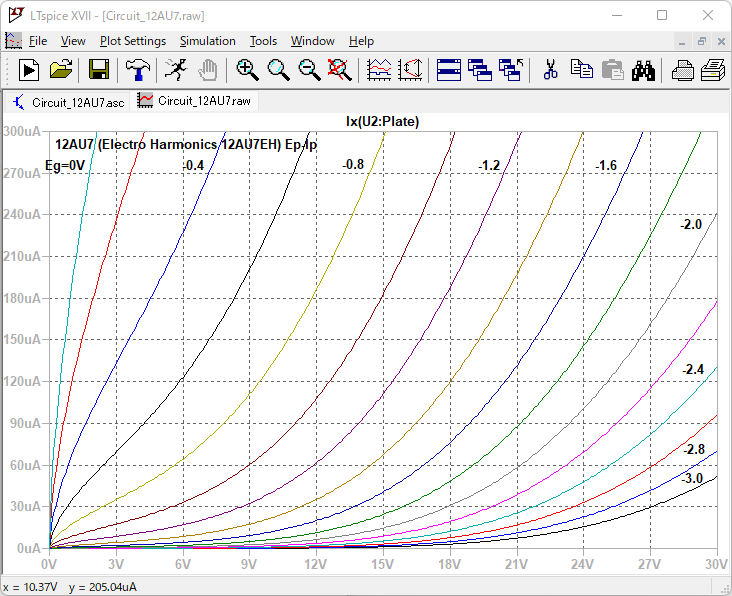 LTspice XVII - [Circuit_12AU7.raw]
File View Plot Settings Simulation Tools Window Help
Circuit_12AU7.asc Circuit_12AU7.raw
Ix(U2:Plate)
300uA
12AU7 (Electro Harmonics 12AU7EH) Ep-Ip
Eg=0V -0.4 -0.8 -1.2 -1.6
270uA
240uA
-2.0
210uA
180uA
150uA
120uA
-2.4
90uA
-2.8
60uA
-3.0
30uA
0uA
0V 3V 6V 9V 12V 15V 18V 21V 24V 27V 30V
x = 10.37V y = 205.04uA